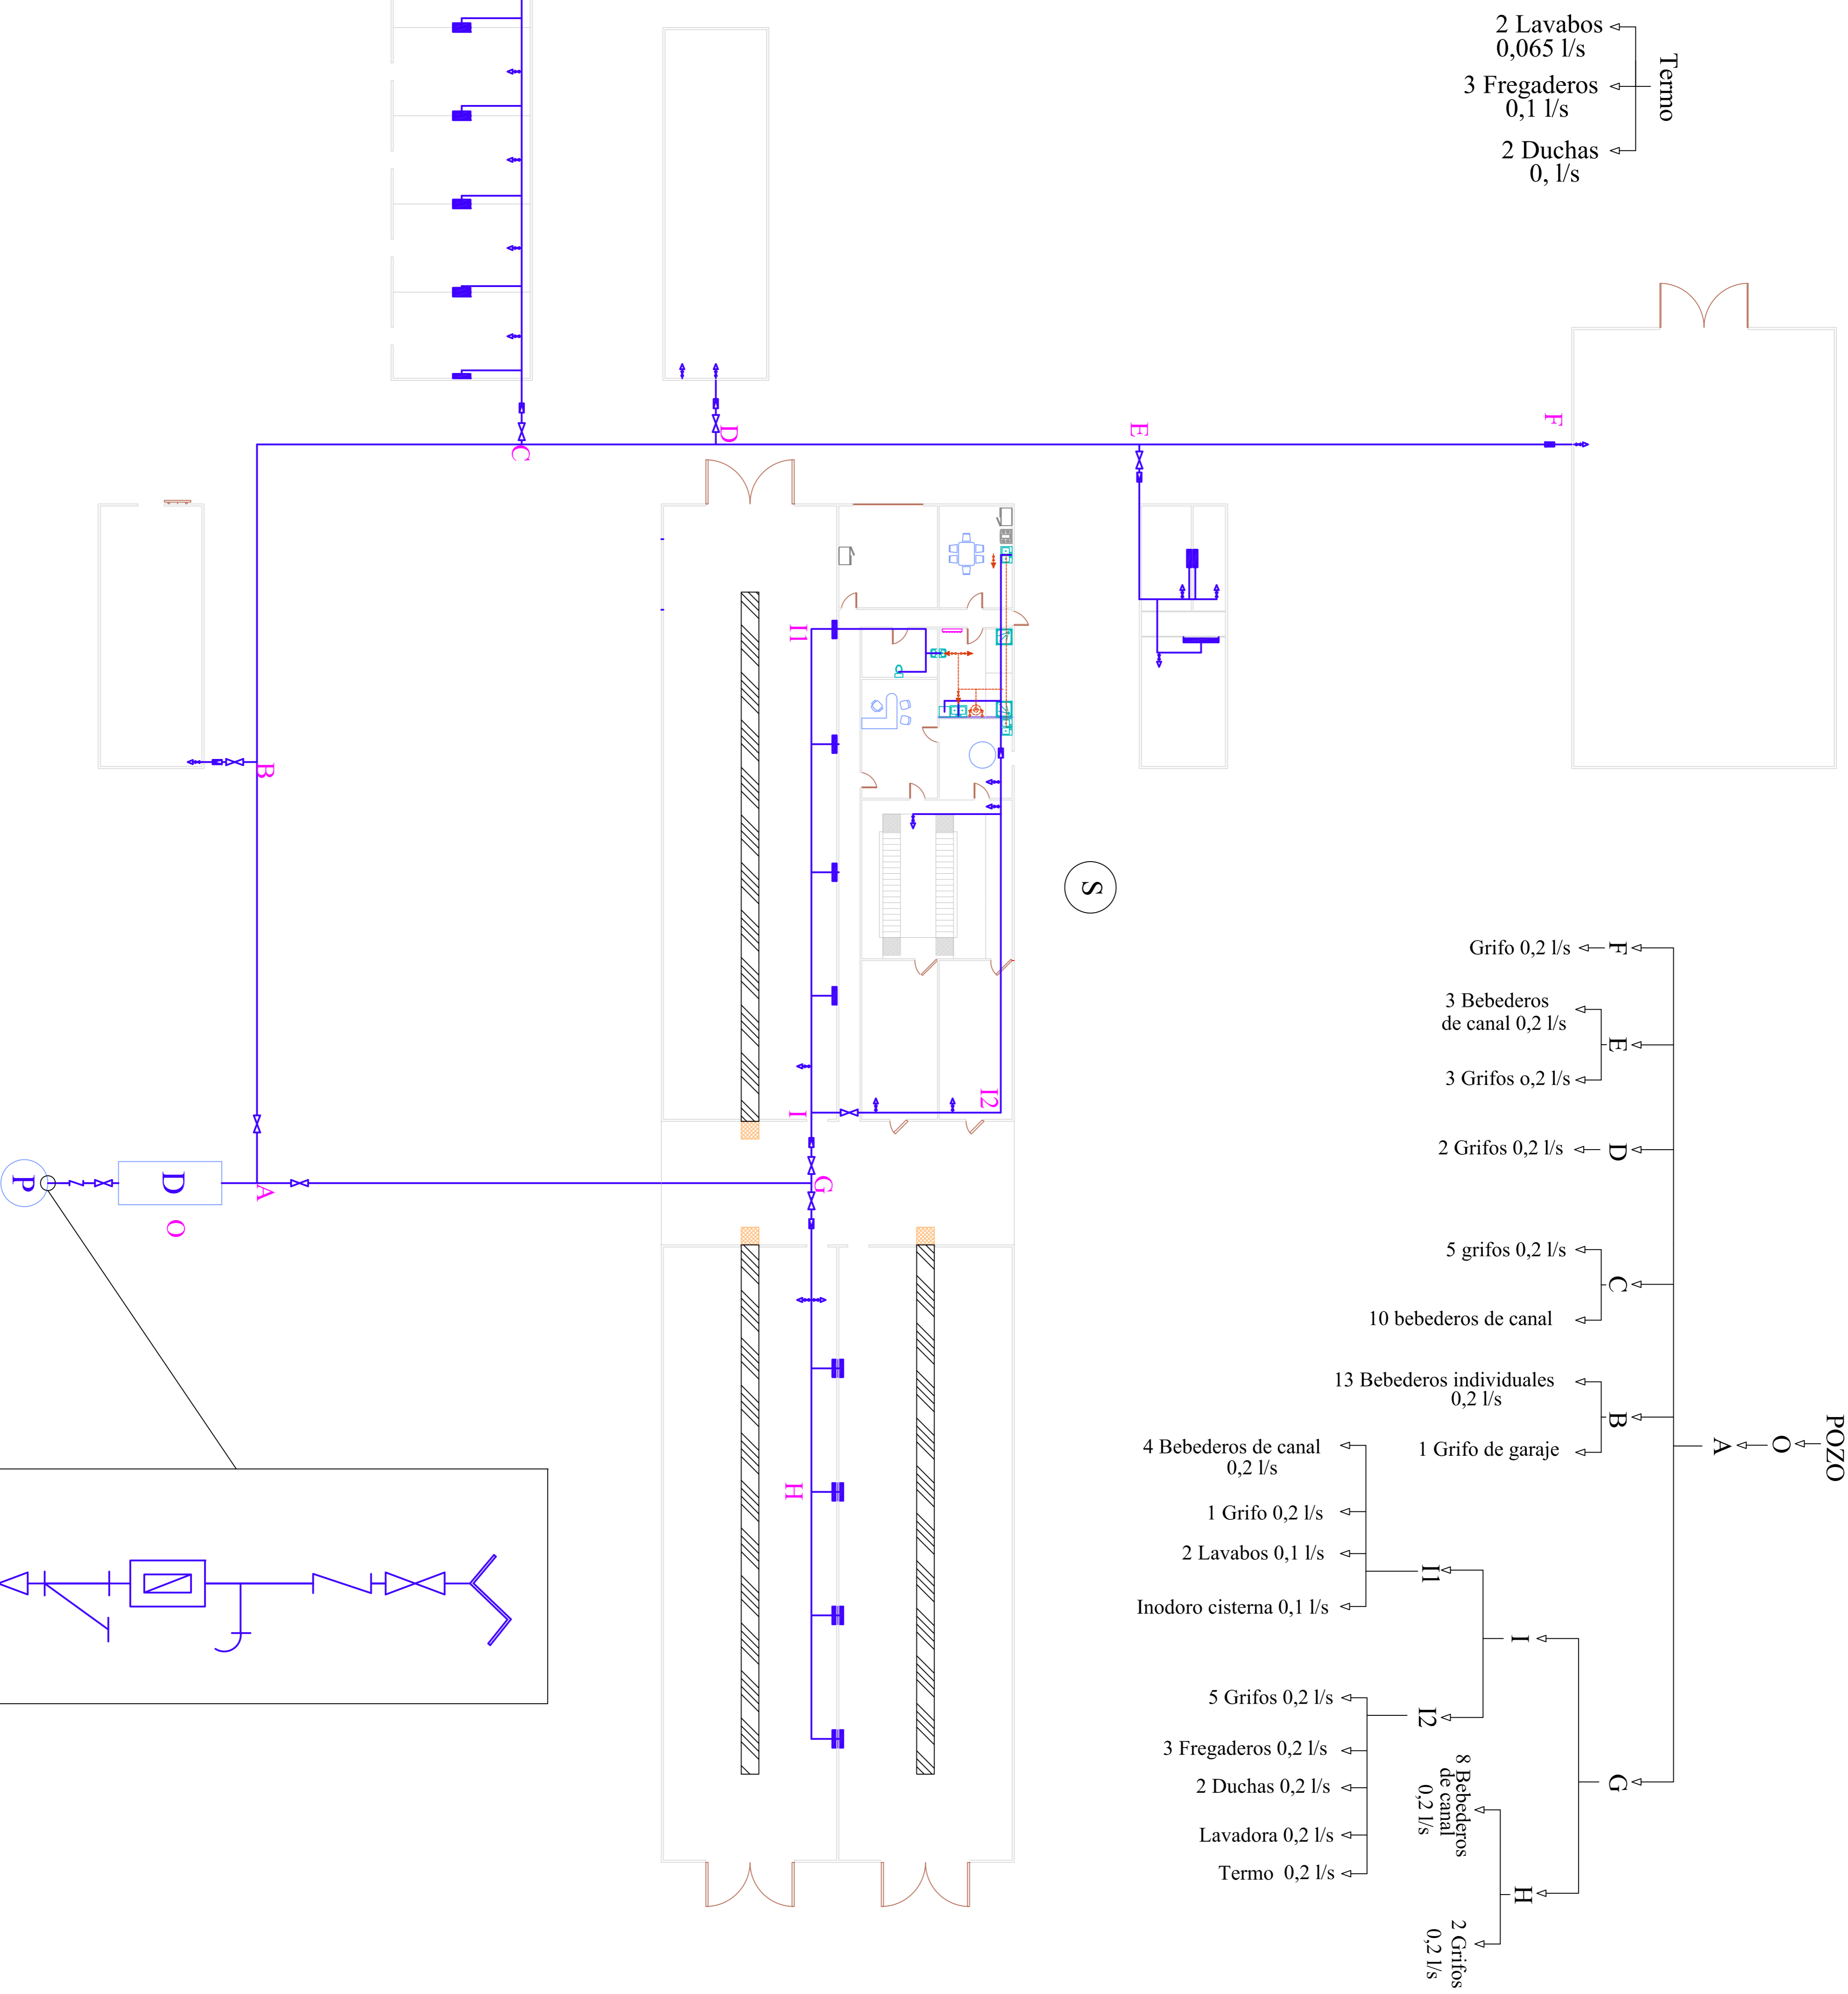 Termo
2 Lavabos
0,065 l/s
3 Fregaderos
0,1 l/s
2 Duchas
0, l/s
F
E
D
C
B
A
G
H
I
I1
I2
S
P
D
O
POZO
O
A
F
Grifo 0,2 l/s
E
3 Bebederos
de canal 0,2 l/s
3 Grifos o,2 l/s
D
2 Grifos 0,2 l/s
C
5 grifos 0,2 l/s
10 bebederos de canal
B
13 Bebederos individuales
0,2 l/s
1 Grifo de garaje
G
I
I1
4 Bebederos de canal
0,2 l/s
1 Grifo 0,2 l/s
2 Lavabos 0,1 l/s
Inodoro cisterna 0,1 l/s
I2
5 Grifos 0,2 l/s
3 Fregaderos 0,2 l/s
2 Duchas 0,2 l/s
Lavadora 0,2 l/s
Termo 0,2 l/s
H
8 Bebederos
de canal
0,2 l/s
2 Grifos
0,2 l/s